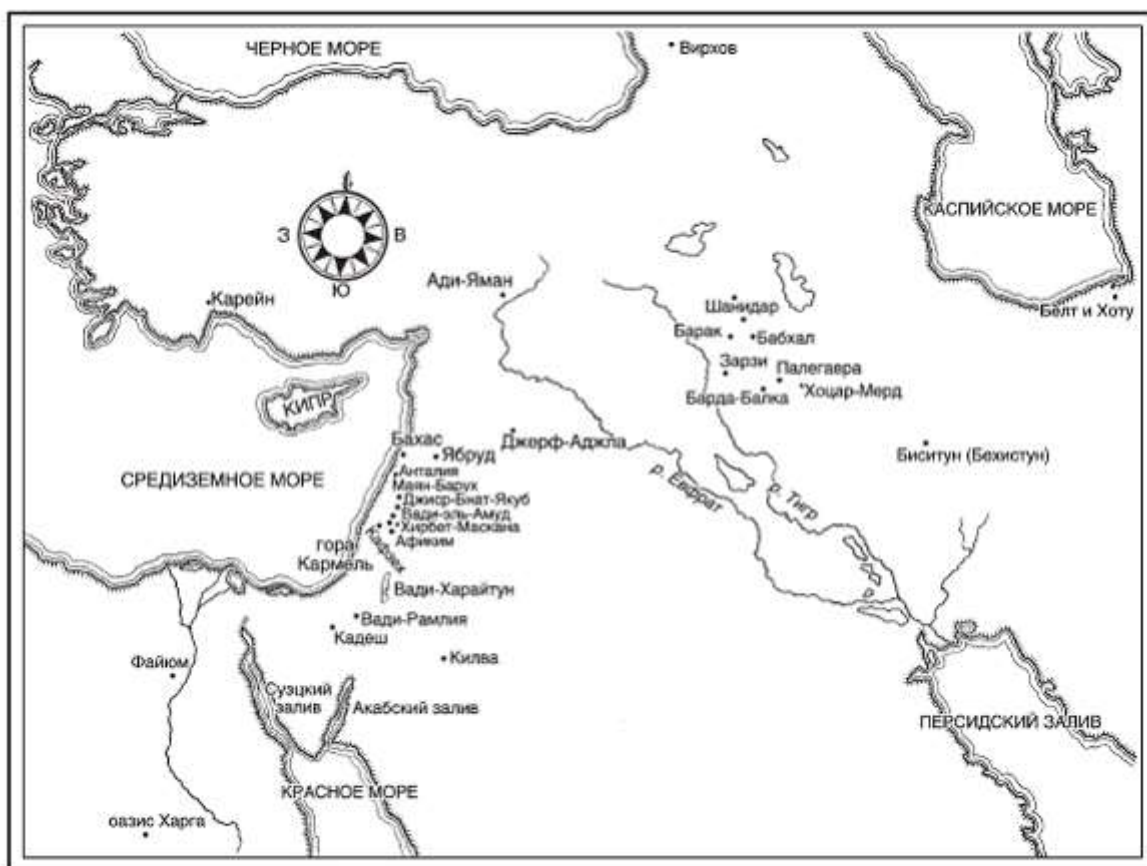 ЧЕРНОЕ МОРЕ
Вирхов
КАСПИЙСКОЕ МОРЕ
З
В
Ю
Ади-Яман
Карейн
Шанидар
Белт и Хоту
Барак
Бабхал
Зарзи
Палегавра
Барда-Балка
Хоцар-Мерд
КИПР
Бахас
Джерф-Аджла
Ябруд
Биситун (Бехистун)
СРЕДИЗЕМНОЕ МОРЕ
Анталия
Маян-Барух
р. Евфрат
р. Тигр
Джиср-Бнат-Якуб
Вади-эль-Амуд
Хирбет-Маскана
Афиким
гора
Кармель
Вади-Харайтун
Вади-Рамлия
Кадеш
Килва
Файюм
Суэцкий
залив
Акабский залив
ПЕРСИДСКИЙ ЗАЛИВ
КРАСНОЕ МОРЕ
оазис Харга